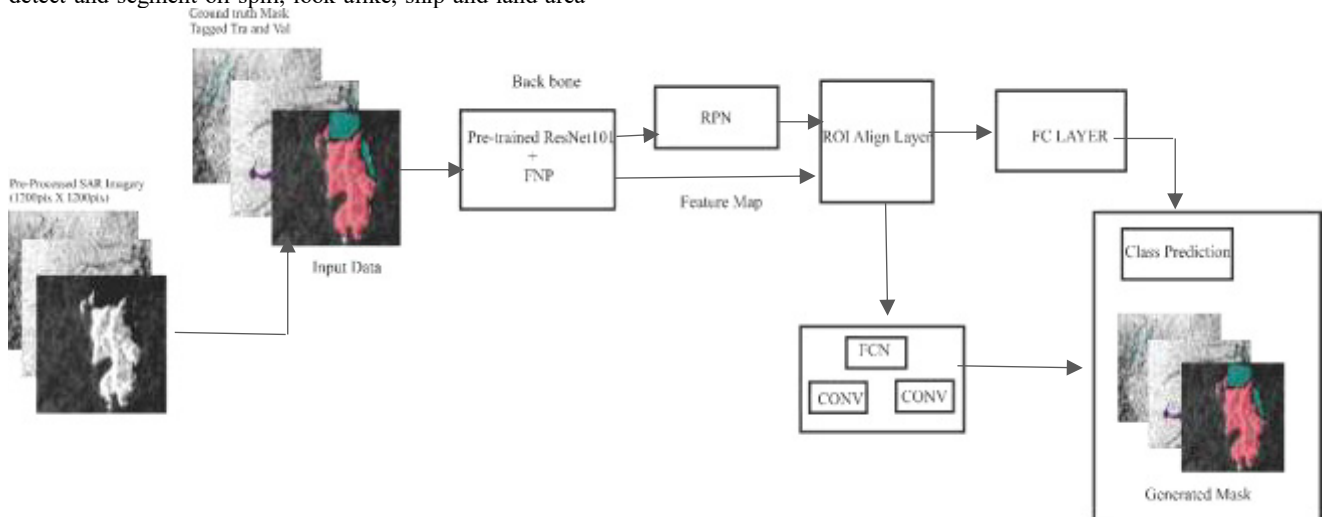 detect and segment oil spill, look-alike, ship and land area
Ground truth Mask
Tagged Tra and Val
Pre-Processed SAR Imagery
(1200pix X 1200pix)
Input Data
Back bone
Pre-trained ResNet101
+
FNP
RPN
Feature Map
ROI Align Layer
FC LAYER
FCN
CONV
CONV
Class Prediction
Generated Mask